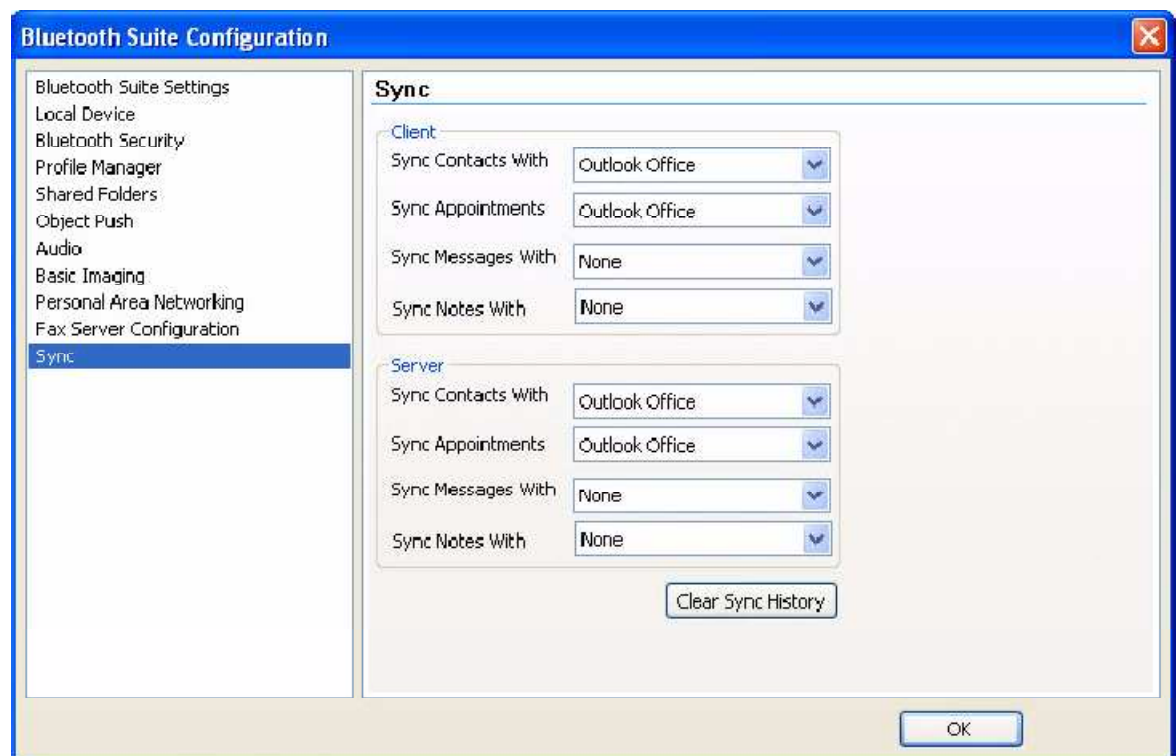 Bluetooth Suite Configuration
Bluetooth Suite Settings
Local Device
Bluetooth Security
Profile Manager
Shared Folders
Object Push
Audio
Basic Imaging
Personal Area Networking
Fax Server Configuration
Sync
Sync
Client
Sync Contacts With Outlook Office
Sync Appointments Outlook Office
Sync Messages With None
Sync Notes With None
Server
Sync Contacts With Outlook Office
Sync Appointments Outlook Office
Sync Messages With None
Sync Notes With None
Clear Sync History
OK